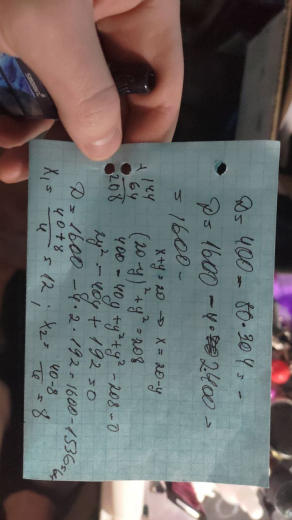 D = 400 - 80 · 304 = -
D = 1600 - 4 · 2400 =
= 1600 -
144
+ 64
208
x+y=20 ⇒ x = 20-y
(20-y)² + y² = 208
400 - 40y + y² + y² - 208 = 0
2y² - 40y + 192 = 0
D = 1600 - 4·2·192 = 1600 - 1536 = 64
x₁ = 40+8 / 4 = 12 ; x₂ = 40-8 / 4 = 8